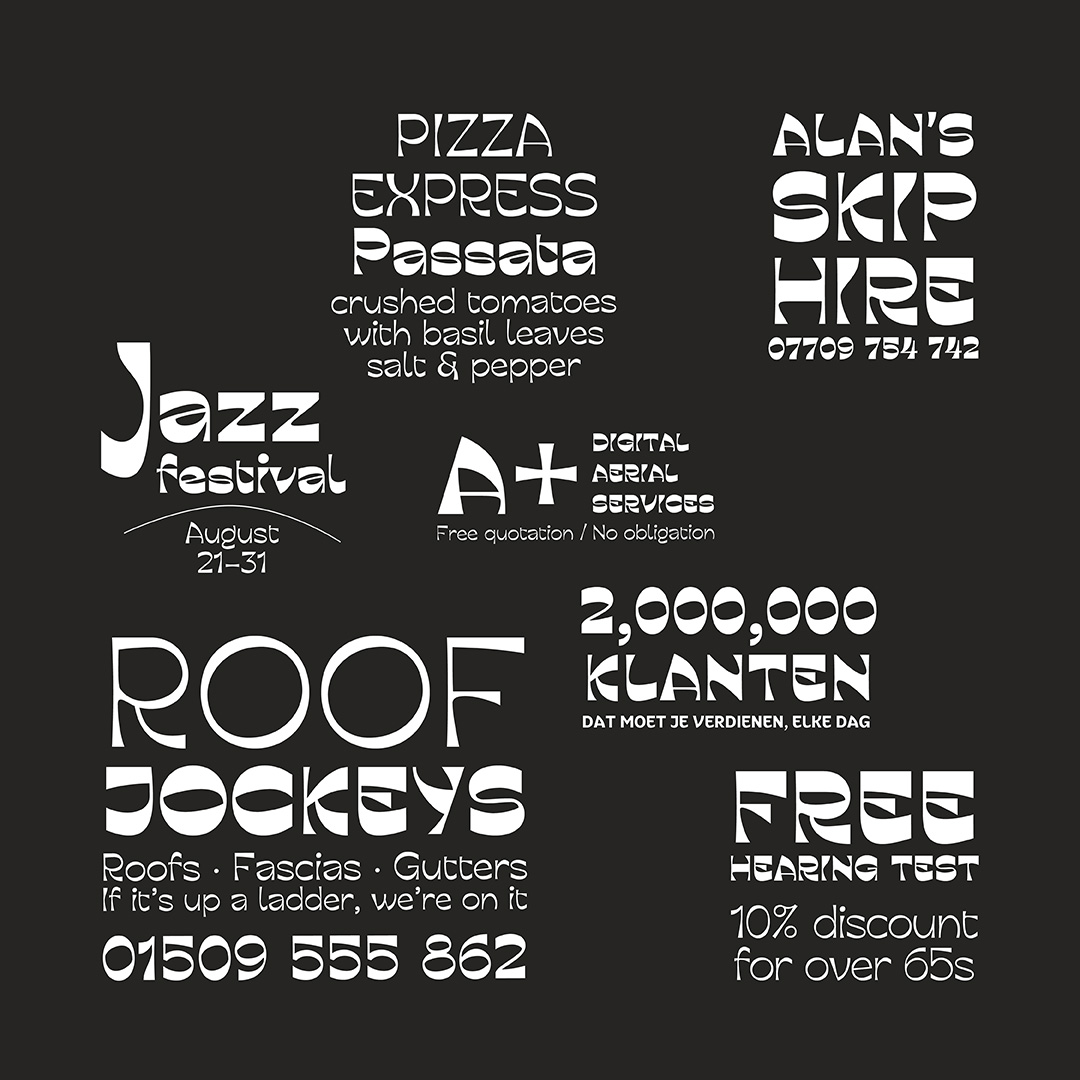 PIZZA
EXPRESS
Passata
crushed tomatoes
with basil leaves
salt & pepper
ALAN'S
SKIP
HIRE
07709 754 742
Jazz
festival
August
21–31
A+ DIGITAL
AERIAL
SERVICES
Free quotation / No obligation
2,000,000
KLANTEN
DAT MOET JE VERDIENEN, ELKE DAG
ROOF
JOCKEYS
Roofs · Fascias · Gutters
If it's up a ladder, we're on it
01509 555 862
FREE
HEARING TEST
10% discount
for over 65s